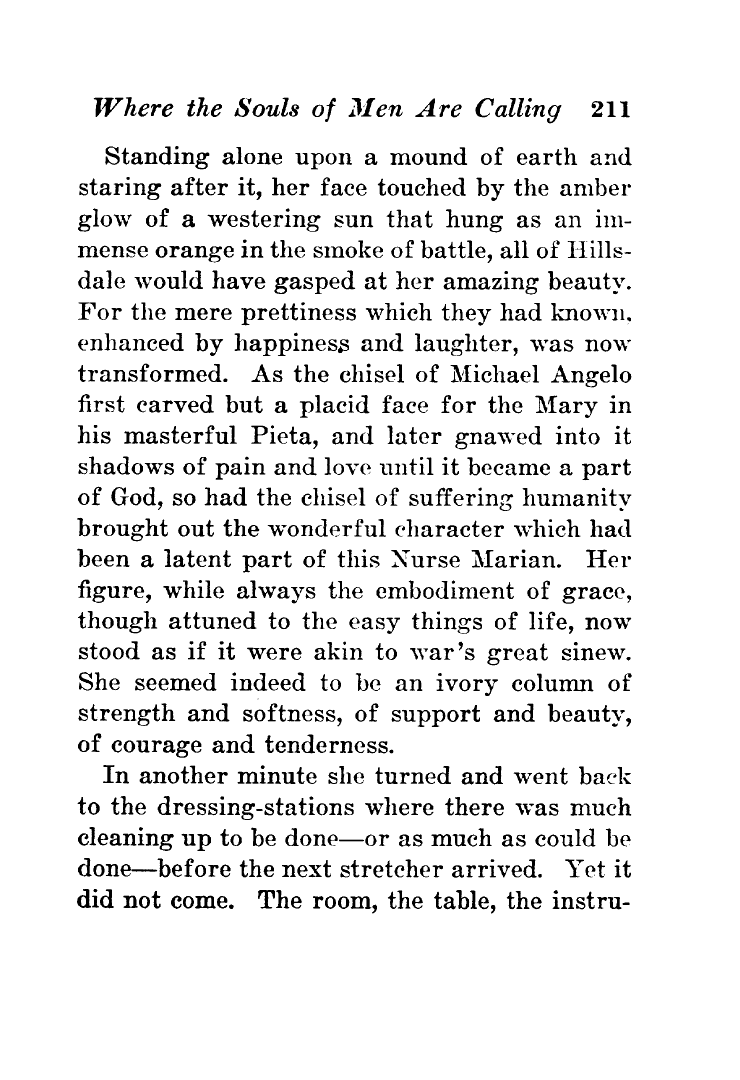 Where the Souls of Men Are Calling 211
Standing alone upon a mound of earth and
staring after it, her face touched by the amber
glow of a westering sun that hung as an im-
mense orange in the smoke of battle, all of Hills-
dale would have gasped at her amazing beauty.
For the mere prettiness which they had known,
enhanced by happiness and laughter, was now
transformed. As the chisel of Michael Angelo
first carved but a placid face for the Mary in
his masterful Pieta, and later gnawed into it
shadows of pain and love until it became a part
of God, so had the chisel of suffering humanity
brought out the wonderful character which had
been a latent part of this Nurse Marian. Her
figure, while always the embodiment of grace,
though attuned to the easy things of life, now
stood as if it were akin to war's great sinew.
She seemed indeed to be an ivory column of
strength and softness, of support and beauty,
of courage and tenderness.
In another minute she turned and went back
to the dressing-stations where there was much
cleaning up to be done—or as much as could be
done—before the next stretcher arrived. Yet it
did not come. The room, the table, the instru-